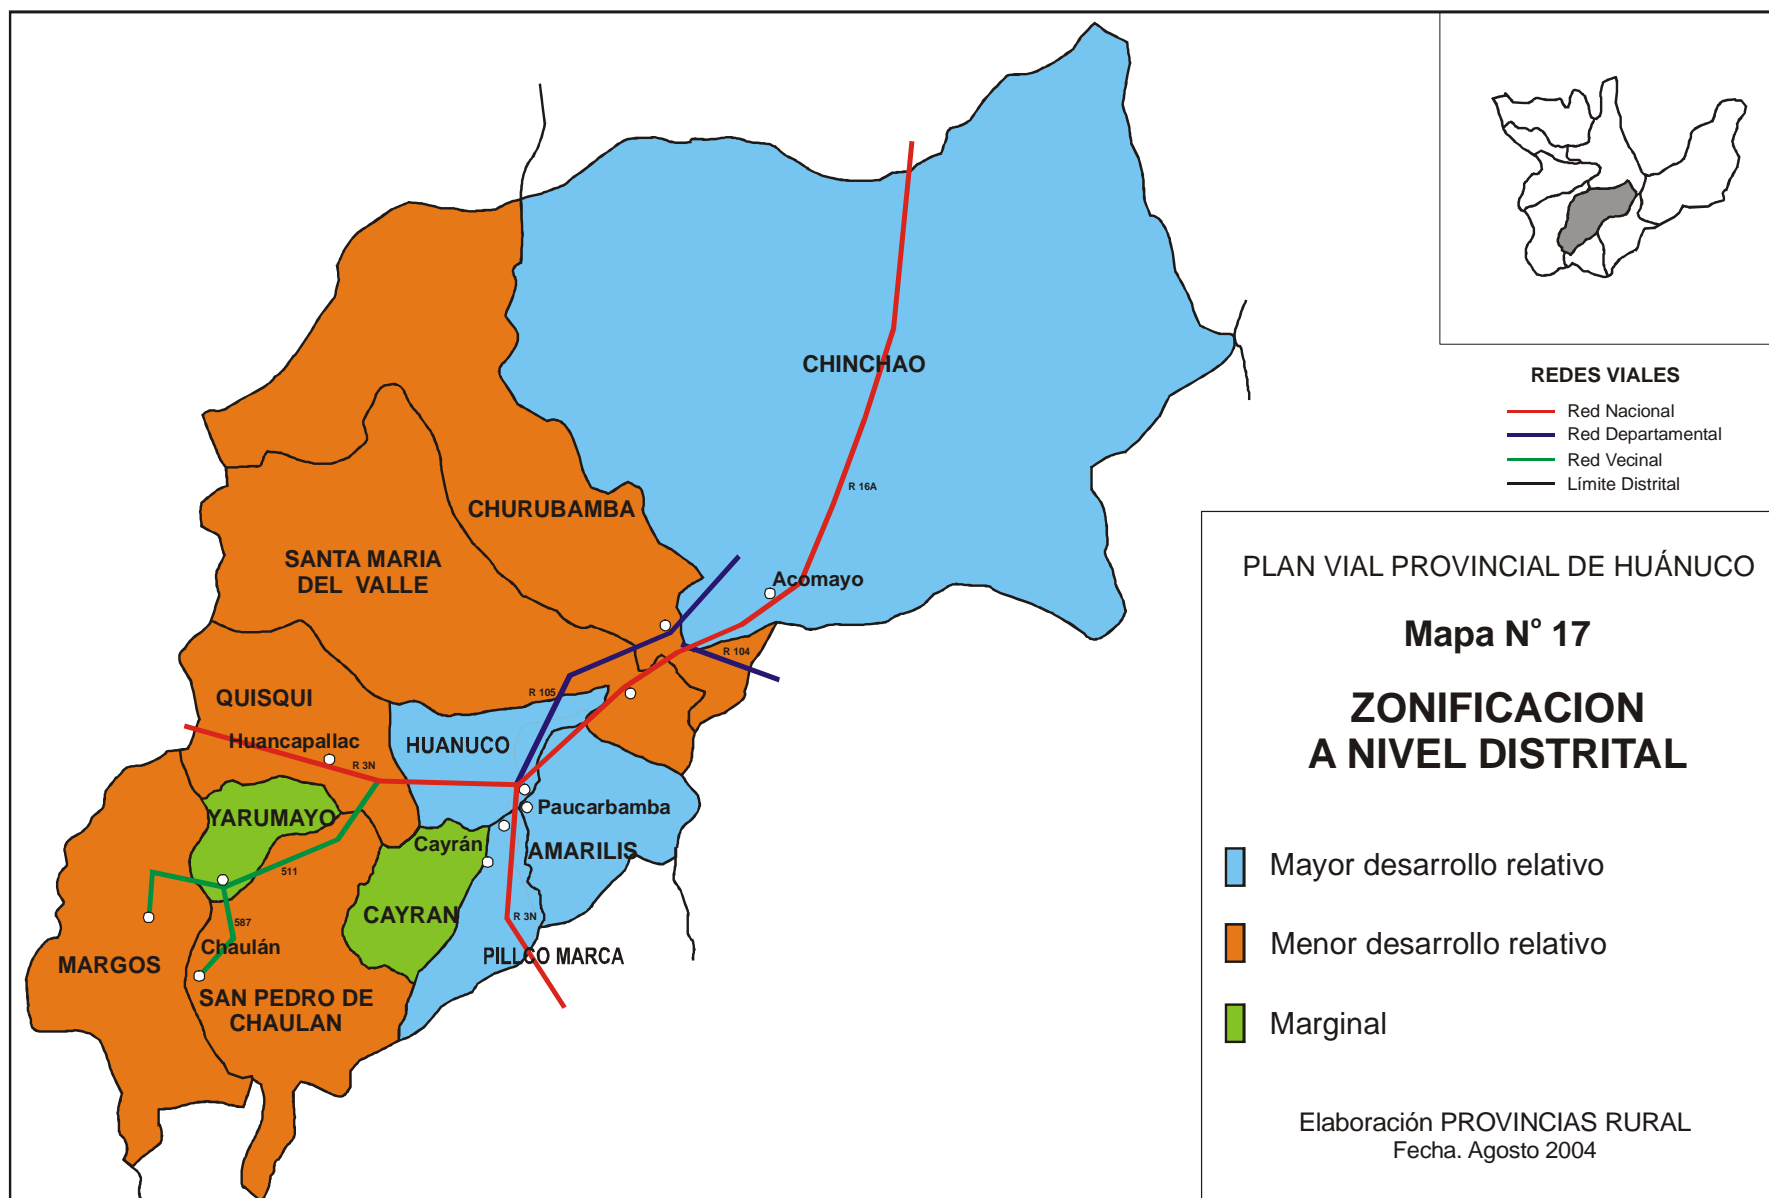 CHINCHAO
R 16A
CHURUBAMBA
SANTA MARIA
DEL VALLE
Acomayo
R 104
R 105
QUISQUI
Huancapallac
R 3N
HUANUCO
YARUMAYO
Paucarbamba
Cayrán
AMARILIS
511
CAYRAN
R 3N
587
Chaulán
MARGOS
PILLCO MARCA
SAN PEDRO DE
CHAULAN
REDES VIALES
Red Nacional
Red Departamental
Red Vecinal
Límite Distrital
PLAN VIAL PROVINCIAL DE HUÁNUCO
Mapa N° 17
ZONIFICACION
A NIVEL DISTRITAL
Mayor desarrollo relativo
Menor desarrollo relativo
Marginal
Elaboración PROVINCIAS RURAL
Fecha. Agosto 2004